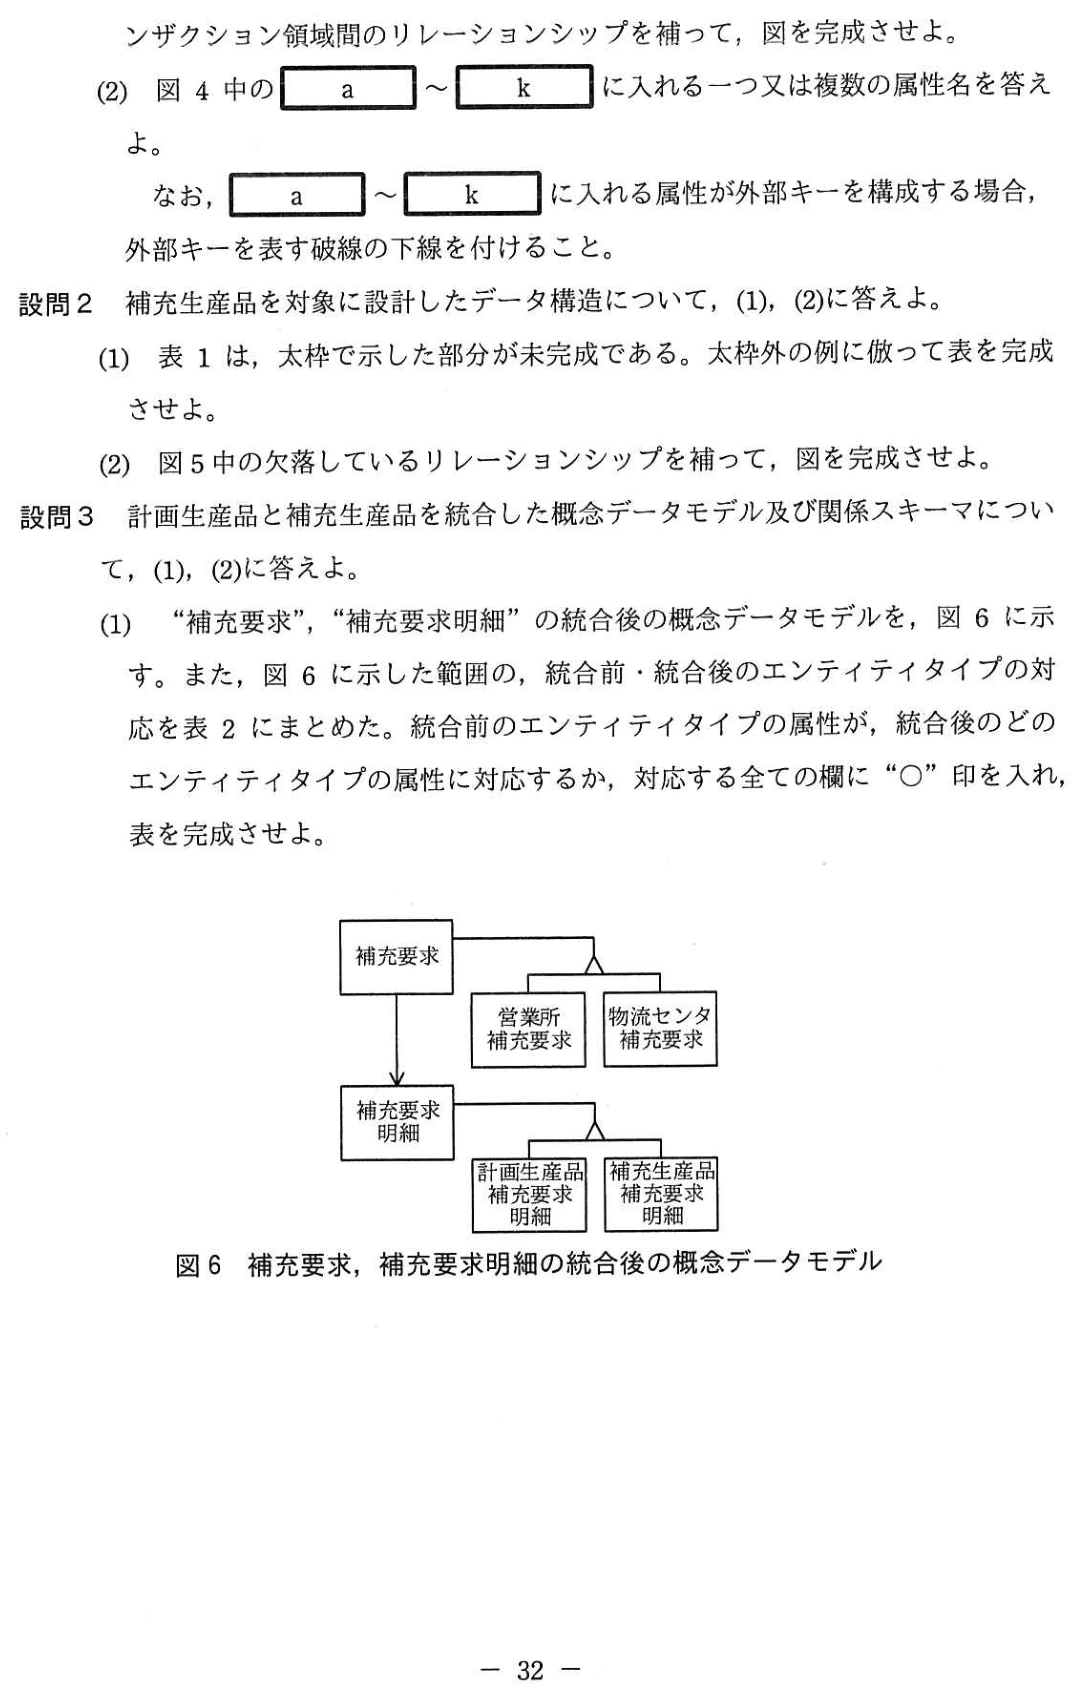 ンザクション領域間のリレーションシップを補って，図を完成させよ。
(2) 図 4 中の a ～ k に入れる一つ又は複数の属性名を答え
よ。
なお， a ～ k に入れる属性が外部キーを構成する場合，
外部キーを表す破線の下線を付けること。
設問2 補充生産品を対象に設計したデータ構造について，(1)，(2)に答えよ。
(1) 表 1 は，太枠で示した部分が未完成である。太枠外の例に倣って表を完成
させよ。
(2) 図5中の欠落しているリレーションシップを補って，図を完成させよ。
設問3 計画生産品と補充生産品を統合した概念データモデル及び関係スキーマについ
て，(1)，(2)に答えよ。
(1) “補充要求”，“補充要求明細” の統合後の概念データモデルを，図 6 に示
す。また，図 6 に示した範囲の，統合前・統合後のエンティティタイプの対
応を表 2 にまとめた。統合前のエンティティタイプの属性が，統合後のどの
エンティティタイプの属性に対応するか，対応する全ての欄に “○” 印を入れ，
表を完成させよ。
補充要求
営業所
補充要求
物流センタ
補充要求
補充要求
明細
計画生産品
補充要求
明細
補充生産品
補充要求
明細
図6 補充要求，補充要求明細の統合後の概念データモデル
－ 32 －